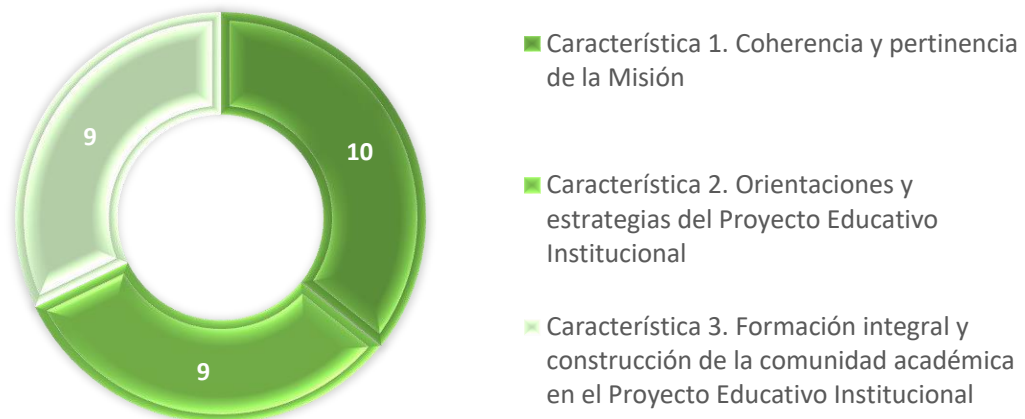 9
10
9
Característica 1. Coherencia y pertinencia
de la Misión
Característica 2. Orientaciones y
estrategias del Proyecto Educativo
Institucional
Característica 3. Formación integral y
construcción de la comunidad académica
en el Proyecto Educativo Institucional